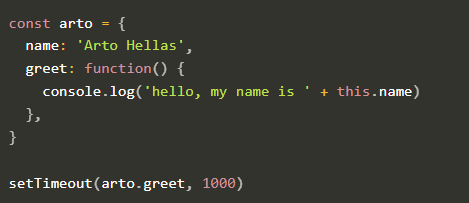 const arto = {
  name: 'Arto Hellas',
  greet: function() {
    console.log('hello, my name is ' + this.name)
  },
}

setTimeout(arto.greet, 1000)